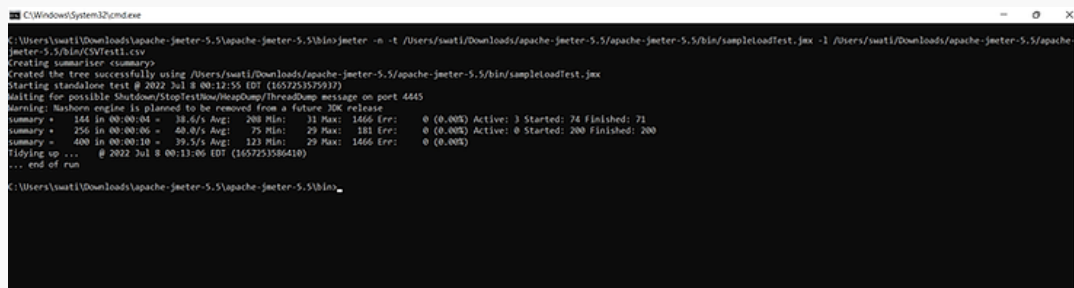 C:\Windows\System32\cmd.exe
C:\Users\swati\Downloads\apache-jmeter-5.5\apache-jmeter-5.5\bin>jmeter -n -t /Users/swati/Downloads/apache-jmeter-5.5/apache-jmeter-5.5/bin/sampleLoadTest.jmx -l /Users/swati/Downloads/apache-jmeter-5.5/apache-
jmeter-5.5/bin/CSVTest1.csv
Creating summariser <summary>
Created the tree successfully using /Users/swati/Downloads/apache-jmeter-5.5/apache-jmeter-5.5/bin/sampleLoadTest.jmx
Starting standalone test @ 2022 Jul 8 00:12:55 EDT (1657253575937)
Waiting for possible Shutdown/StopTestNow/HeapDump/ThreadDump message on port 4445
Warning: Nashorn engine is planned to be removed from a future JDK release
summary +    144 in 00:00:04 =   38.6/s Avg:   208 Min:    31 Max:  1466 Err:     0 (0.00%) Active: 3 Started: 74 Finished: 71
summary +    256 in 00:00:06 =   40.0/s Avg:    75 Min:    29 Max:   181 Err:     0 (0.00%) Active: 0 Started: 200 Finished: 200
summary =    400 in 00:00:10 =   39.5/s Avg:   123 Min:    29 Max:  1466 Err:     0 (0.00%)
Tidying up ...    @ 2022 Jul 8 00:13:06 EDT (1657253586410)
... end of run
C:\Users\swati\Downloads\apache-jmeter-5.5\apache-jmeter-5.5\bin>